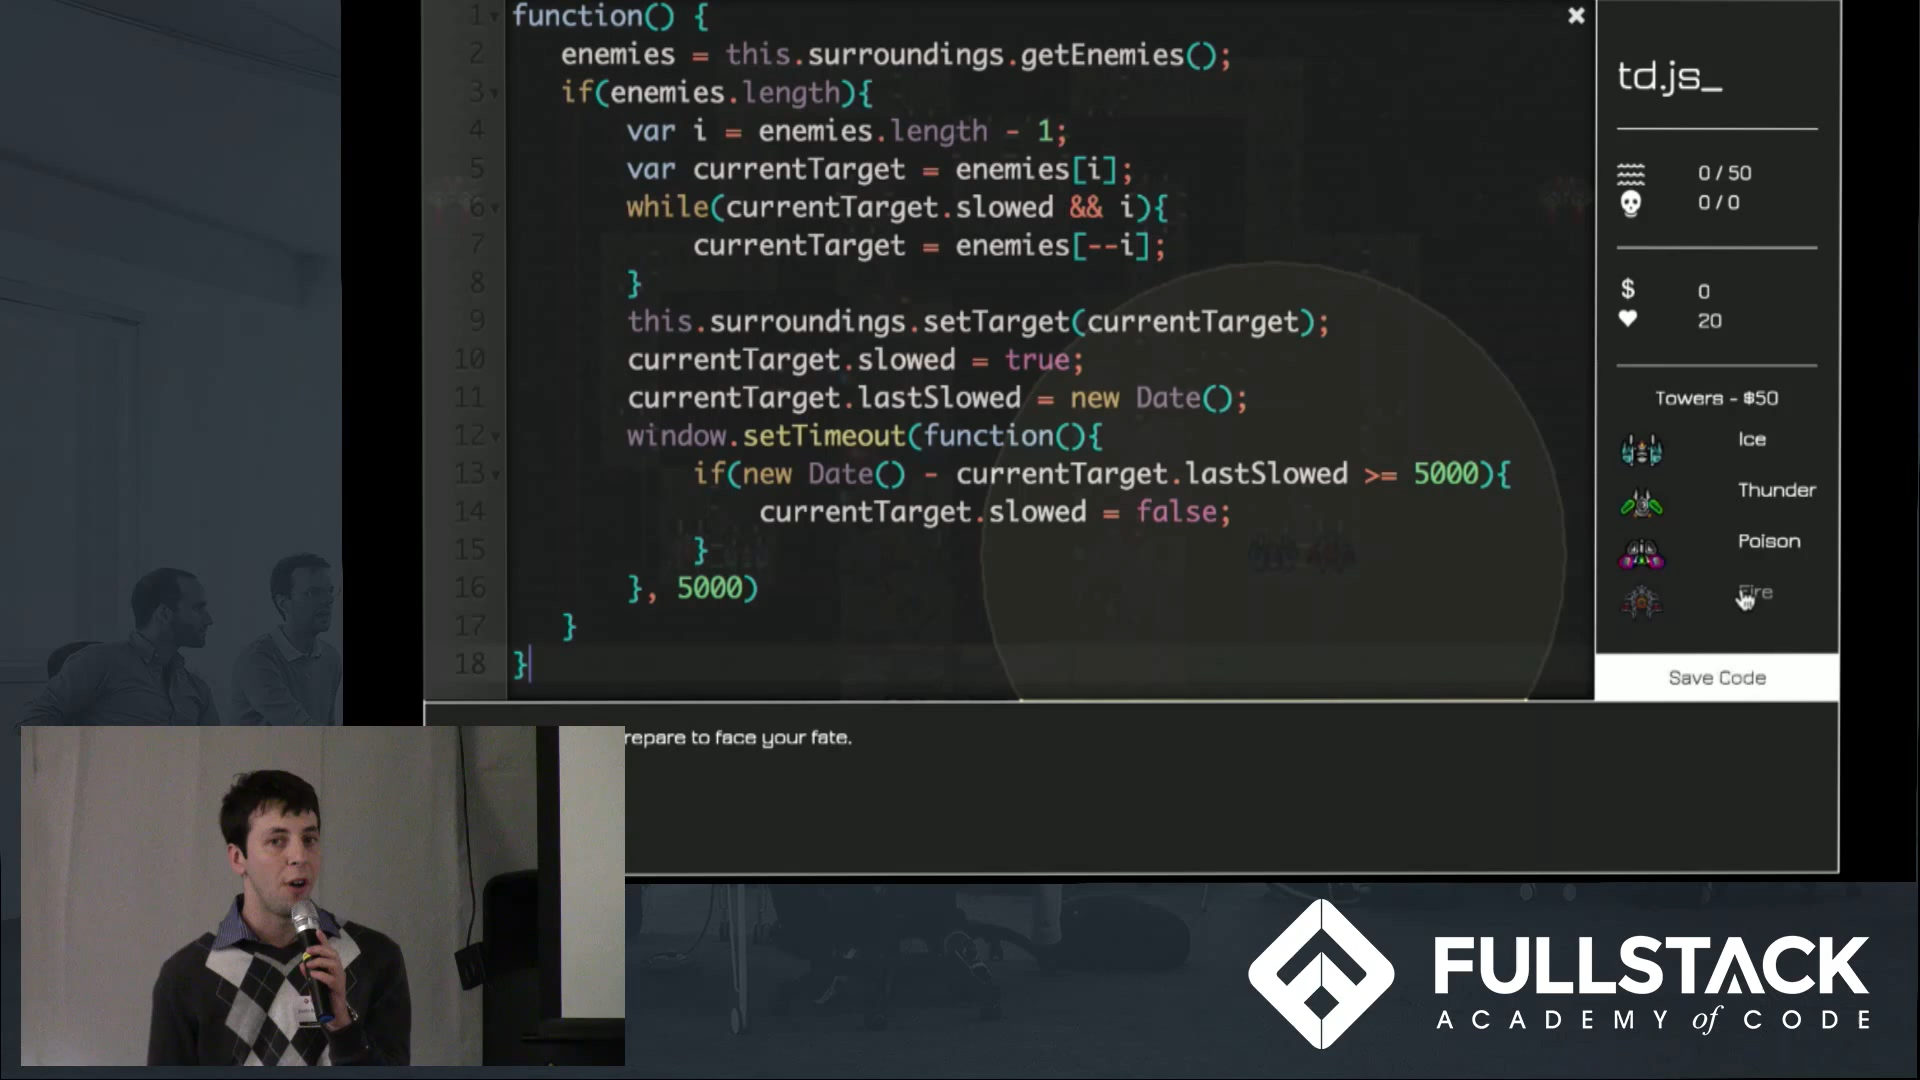 1 function() {
2 enemies = this.surroundings.getEnemies();
3 if(enemies.length){
4 var i = enemies.length - 1;
5 var currentTarget = enemies[i];
6 while(currentTarget.slowed && i){
7 currentTarget = enemies[--i];
8 }
9 this.surroundings.setTarget(currentTarget);
10 currentTarget.slowed = true;
11 currentTarget.lastSlowed = new Date();
12 window.setTimeout(function(){
13 if(new Date() - currentTarget.lastSlowed >= 5000){
14 currentTarget.slowed = false;
15 }
16 }, 5000)
17 }
18 }
td.js_
0 / 50
0 / 0
$ 0
20
Towers - $50
Ice
Thunder
Poison
Fire
Save Code
repare to face your fate.
FULLSTACK
ACADEMY of CODE